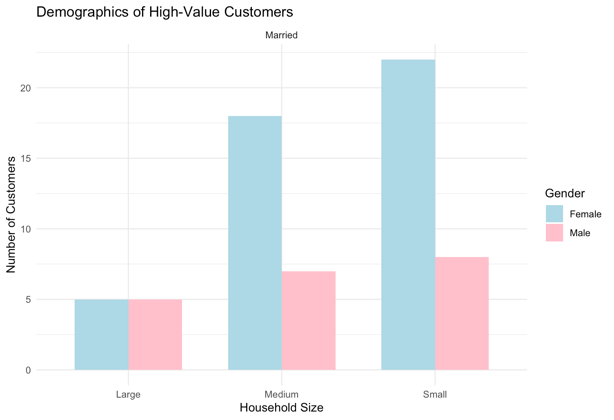 Demographics of High-Value Customers
Married
20
15
10
5
0
Number of Customers
Large
Medium
Small
Household Size
Gender
Female
Male